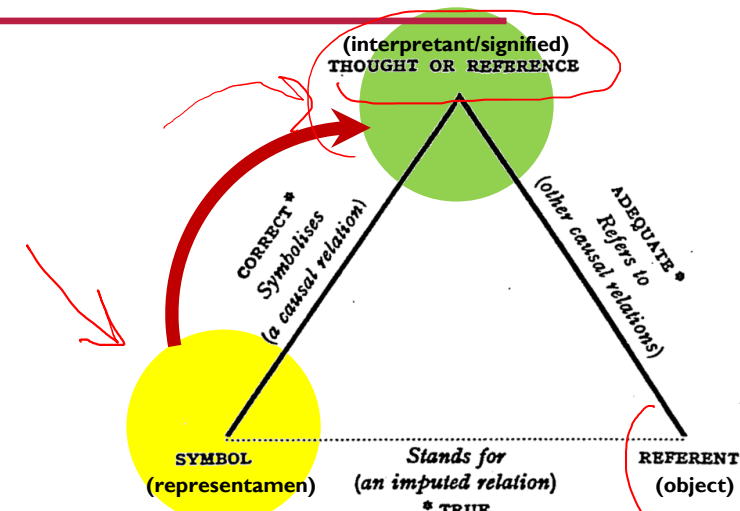 (interpretant/signified)
THOUGHT OR REFERENCE
CORRECT*
Symbolises
(a causal relation)
ADEQUATE*
Refers to
(other causal relations)
SYMBOL
(representamen)
Stands for
(an imputed relation)
* TRUE
REFERENT
(object)